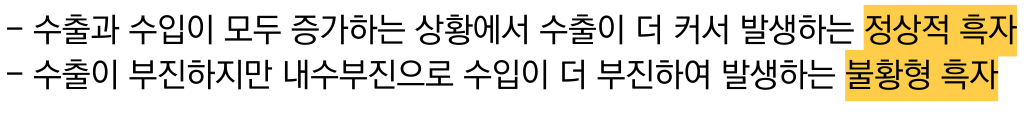 – 수출과 수입이 모두 증가하는 상황에서 수출이 더 커서 발생하는 정상적 흑자
– 수출이 부진하지만 내수부진으로 수입이 더 부진하여 발생하는 불황형 흑자